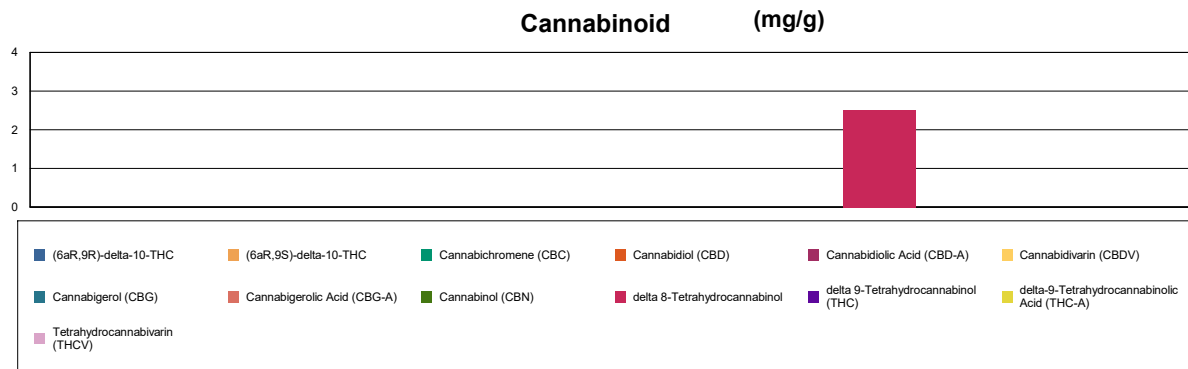 Cannabinoid (mg/g)
4
3
2
1
0
(6aR,9R)-delta-10-THC
(6aR,9S)-delta-10-THC
Cannabichromene (CBC)
Cannabidiol (CBD)
Cannabidiolic Acid (CBD-A)
Cannabidivarin (CBDV)
Cannabigerol (CBG)
Cannabigerolic Acid (CBG-A)
Cannabinol (CBN)
delta 8-Tetrahydrocannabinol
delta 9-Tetrahydrocannabinol
(THC)
delta-9-Tetrahydrocannabinolic
Acid (THC-A)
Tetrahydrocannabivarin
(THCV)